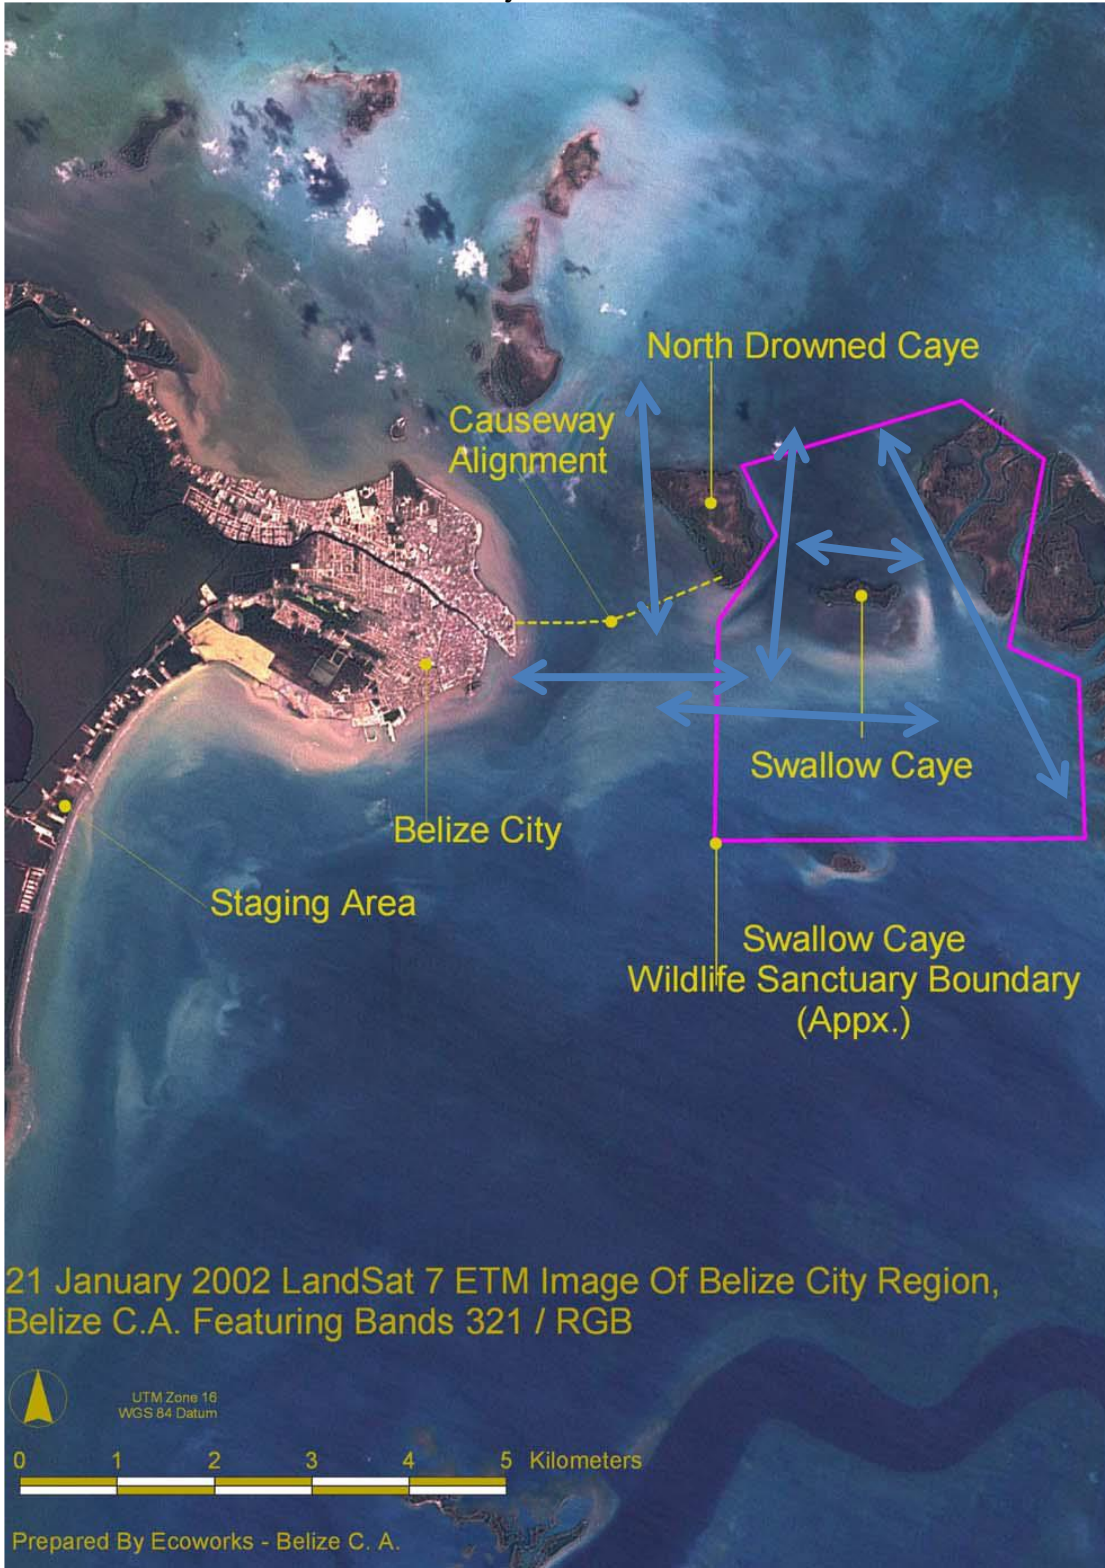 North Drowned Caye
Causeway
Alignment
Swallow Caye
Belize City
Staging Area
Swallow Caye
Wildlife Sanctuary Boundary
(Appx.)
21 January 2002 LandSat 7 ETM Image Of Belize City Region,
Belize C.A. Featuring Bands 321 / RGB
UTM Zone 16
WGS 84 Datum
0 1 2 3 4 5 Kilometers
Prepared By Ecoworks - Belize C. A.